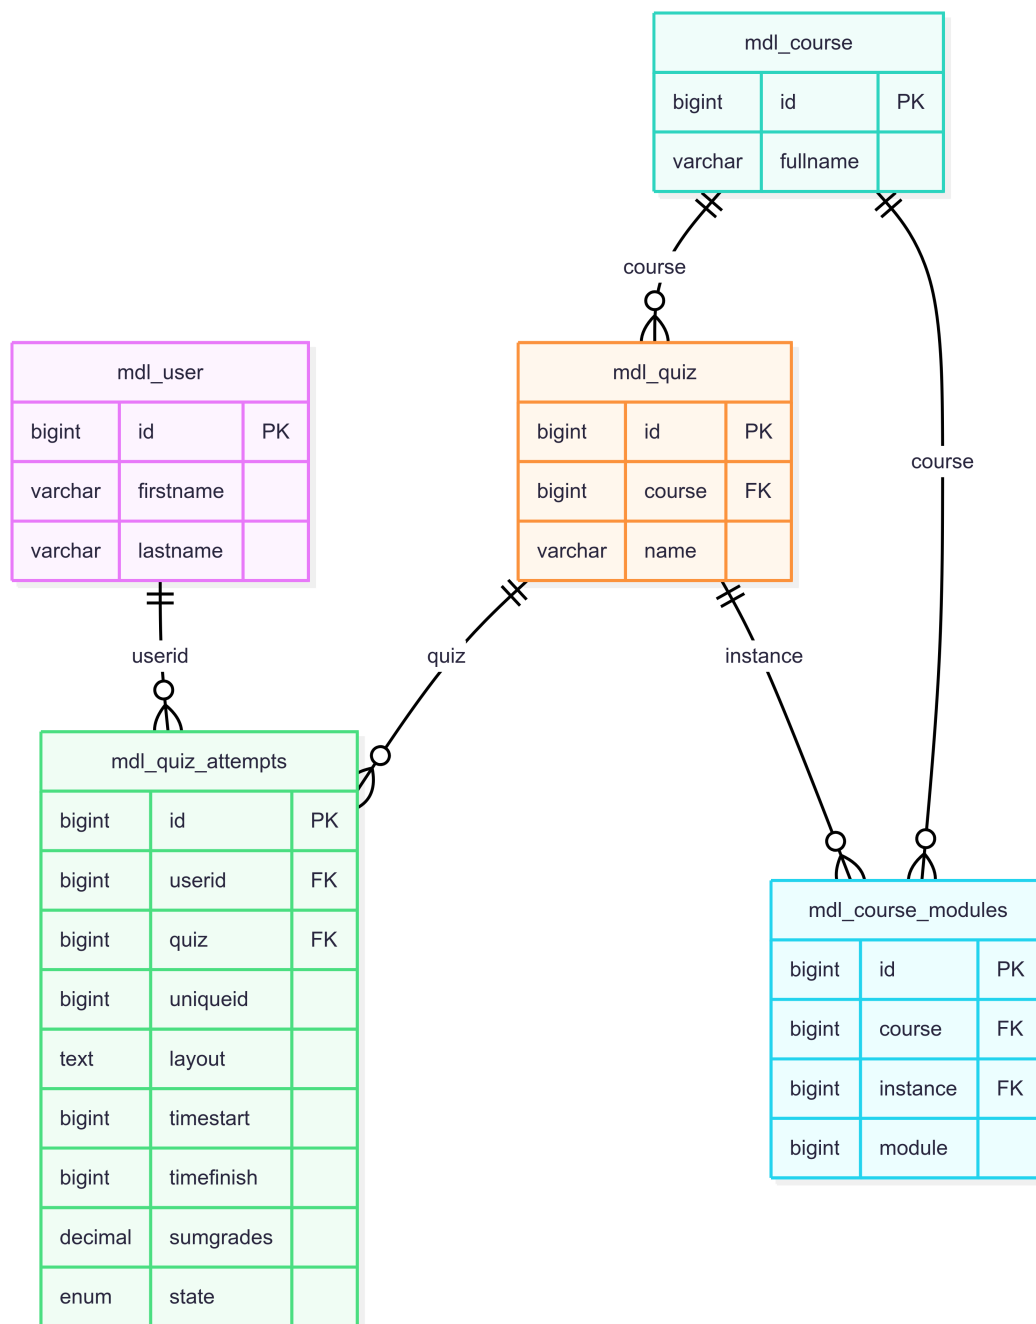 mdl_course
bigint id PK
varchar fullname
course
mdl_user
bigint id PK
varchar firstname
varchar lastname
mdl_quiz
bigint id PK
bigint course FK
varchar name
course
userid
quiz
instance
mdl_quiz_attempts
bigint id PK
bigint userid FK
bigint quiz FK
bigint uniqueid
text layout
bigint timestart
bigint timefinish
decimal sumgrades
enum state
mdl_course_modules
bigint id PK
bigint course FK
bigint instance FK
bigint module